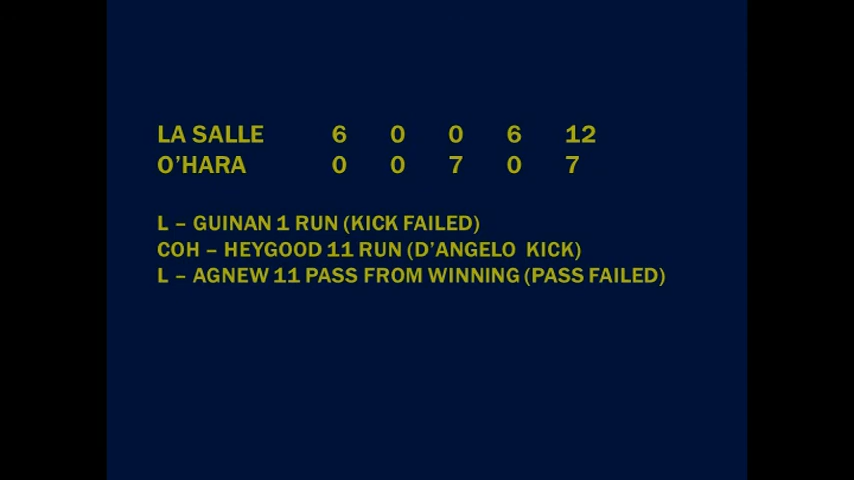 LA SALLE 6 0 0 6 12
O'HARA 0 0 7 0 7
L – GUINAN 1 RUN (KICK FAILED)
COH – HEYGOOD 11 RUN (D'ANGELO KICK)
L – AGNEW 11 PASS FROM WINNING (PASS FAILED)